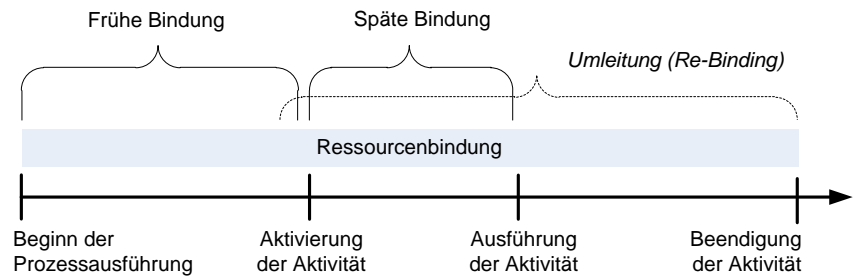 Frühe Bindung
Späte Bindung
Umleitung (Re-Binding)
Ressourcenbindung
Beginn der
Prozessausführung
Aktivierung
der Aktivität
Ausführung
der Aktivität
Beendigung
der Aktivität